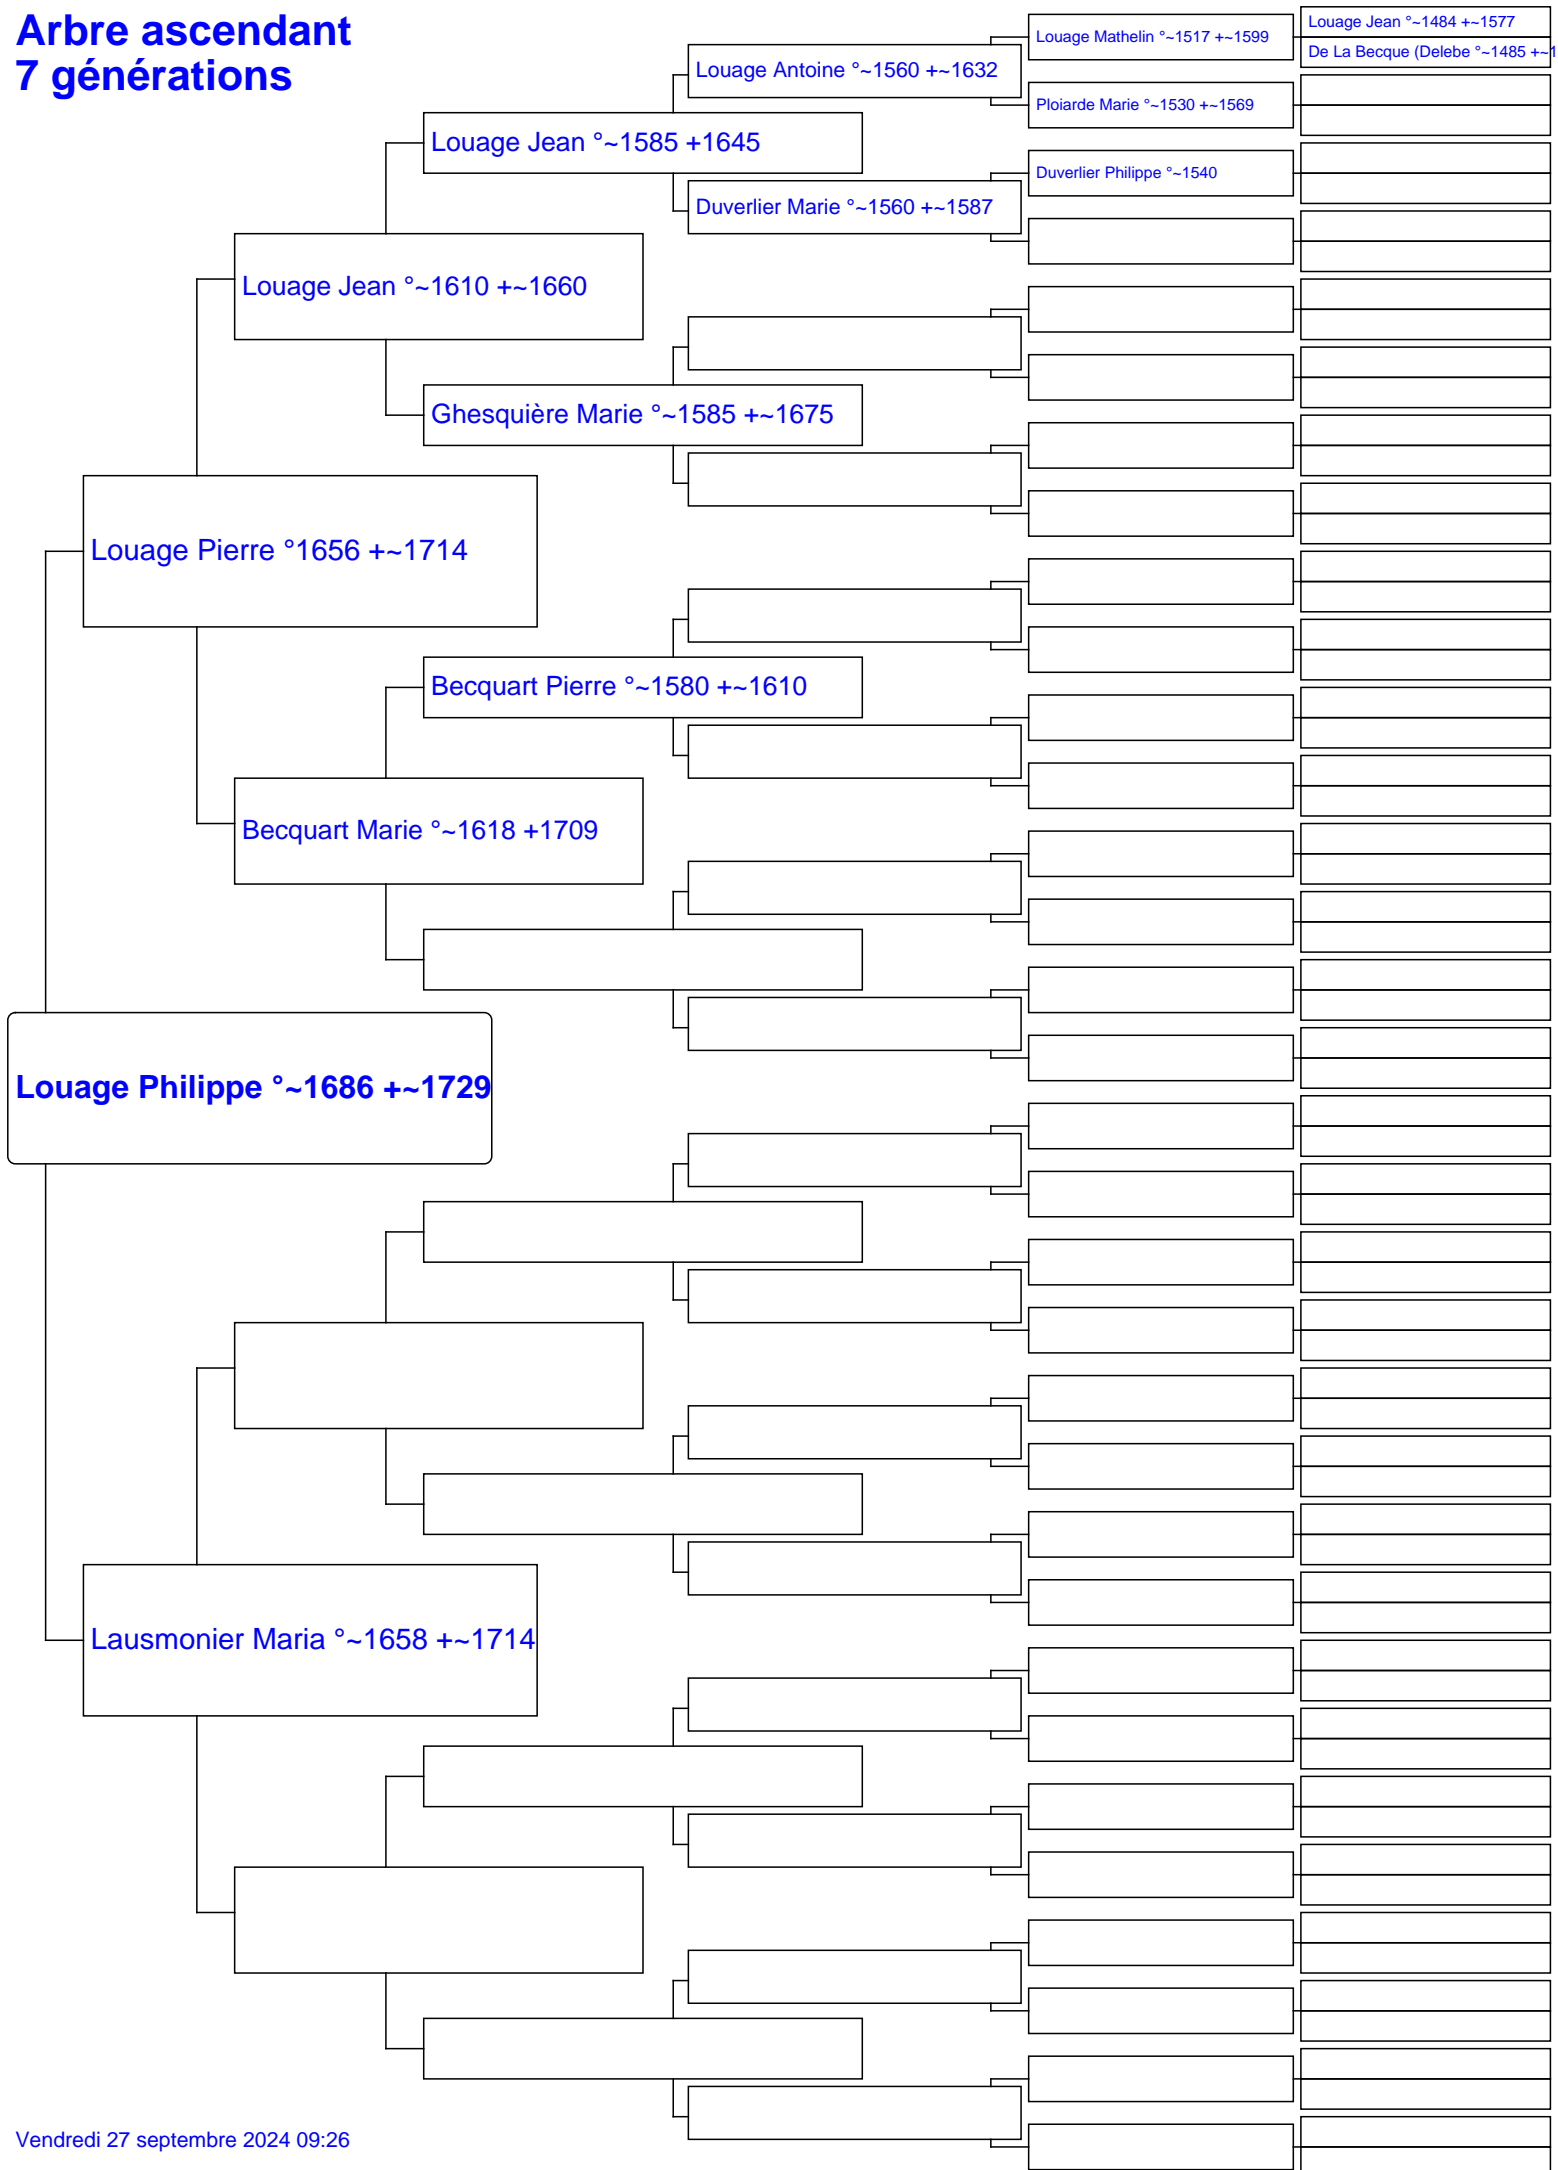 Arbre ascendant
7 générations
Louage Jean °~1484 +~1577
Louage Mathelin °~1517 +~1599
De La Becque (Delebe °~1485 +~1
Louage Antoine °~1560 +~1632
Ploiarde Marie °~1530 +~1569
Louage Jean °~1585 +1645
Duverlier Philippe °~1540
Duverlier Marie °~1560 +~1587
Louage Jean °~1610 +~1660
Ghesquière Marie °~1585 +~1675
Louage Pierre °1656 +~1714
Becquart Pierre °~1580 +~1610
Becquart Marie °~1618 +1709
Louage Philippe °~1686 +~1729
Lausmonier Maria °~1658 +~1714
Vendredi 27 septembre 2024 09:26